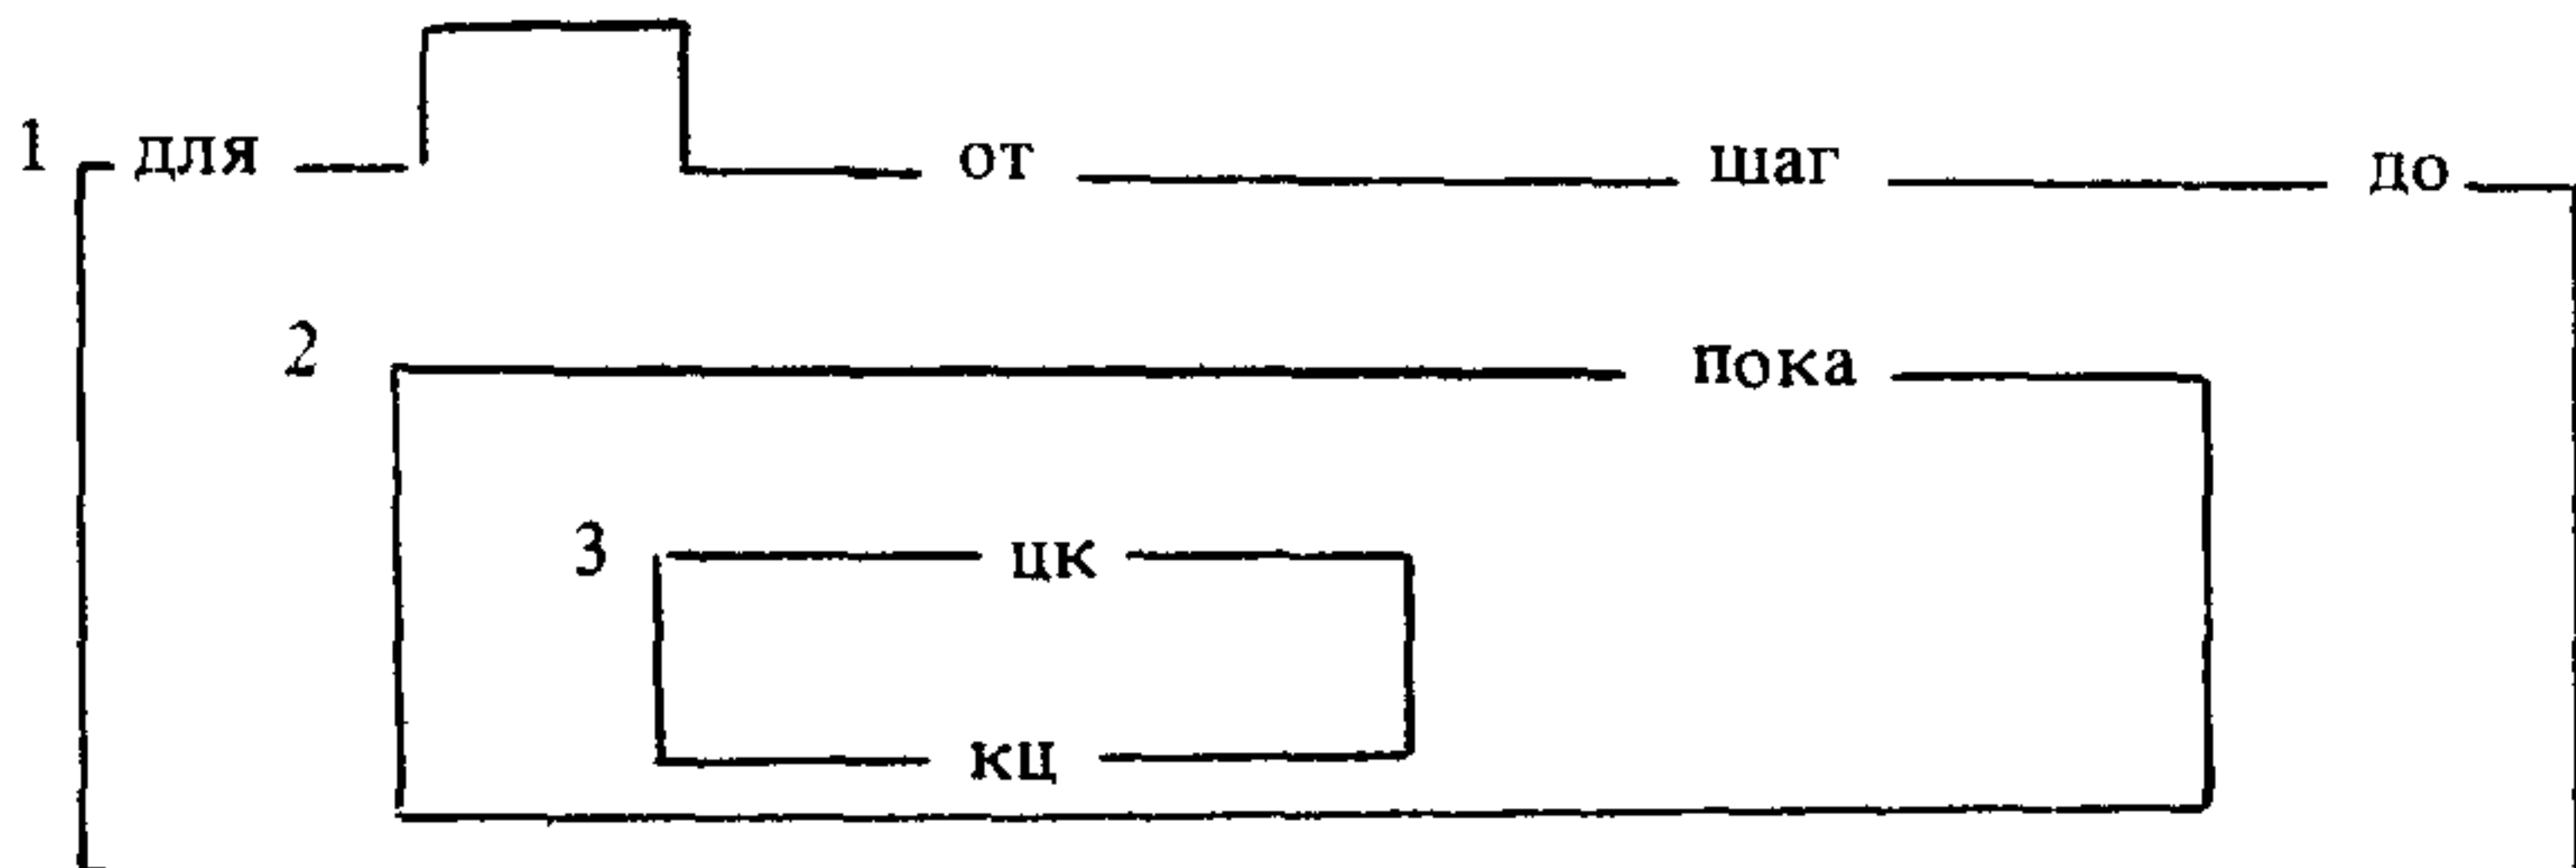 1 для от шаг до
2 пока
3 цк
кц